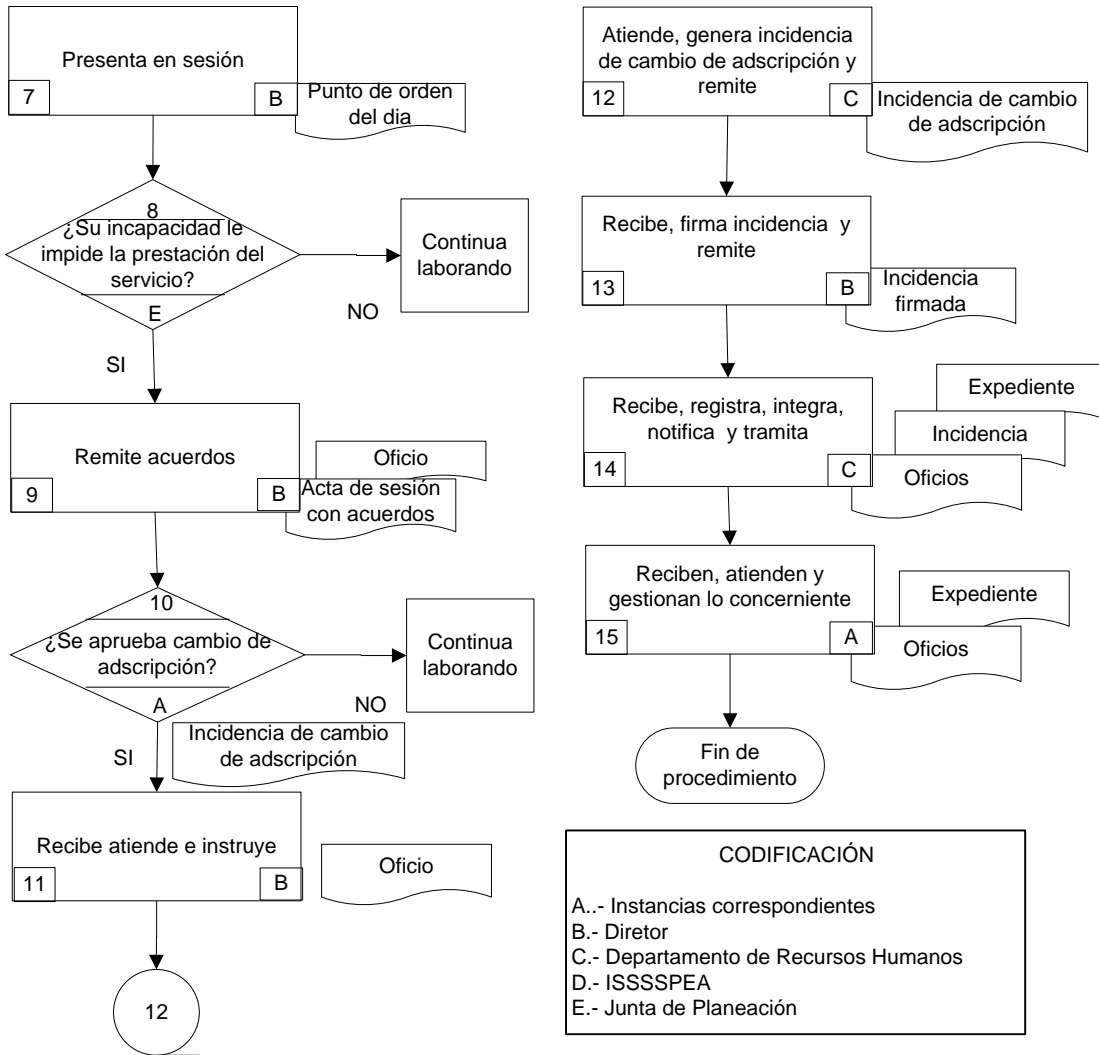 Presenta en sesión
7
B
Punto de orden
del dia
8
¿Su incapacidad le
impide la prestación del
servicio?
E
NO
Continua
laborando
SI
Remite acuerdos
9
B
Oficio
Acta de sesión
con acuerdos
10
¿Se aprueba cambio de
adscripción?
A
NO
Continua
laborando
SI
Incidencia de cambio
de adscripción
Recibe atiende e instruye
11
B
Oficio
12
Atiende, genera incidencia
de cambio de adscripción y
remite
12
C
Incidencia de cambio
de adscripción
Recibe, firma incidencia y
remite
13
B
Incidencia
firmada
Recibe, registra, integra,
notifica y tramita
14
C
Expediente
Incidencia
Oficios
Reciben, atienden y
gestionan lo concerniente
15
A
Expediente
Oficios
Fin de
procedimiento
CODIFICACIÓN
A..- Instancias correspondientes
B.- Diretor
C.- Departamento de Recursos Humanos
D.- ISSSSPEA
E.- Junta de Planeación